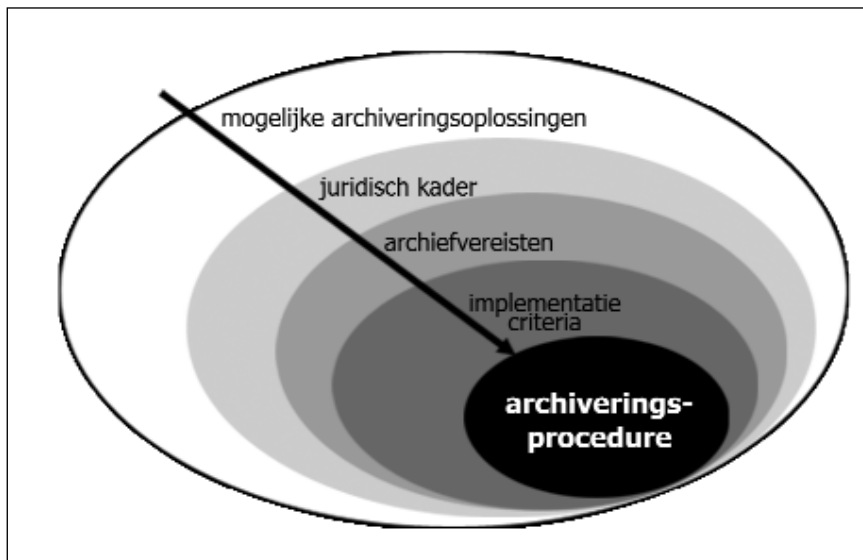 mogelijke archiveringsoplossingen
juridisch kader
archiefvereisten
implementatie
criteria
archiverings-
procedure